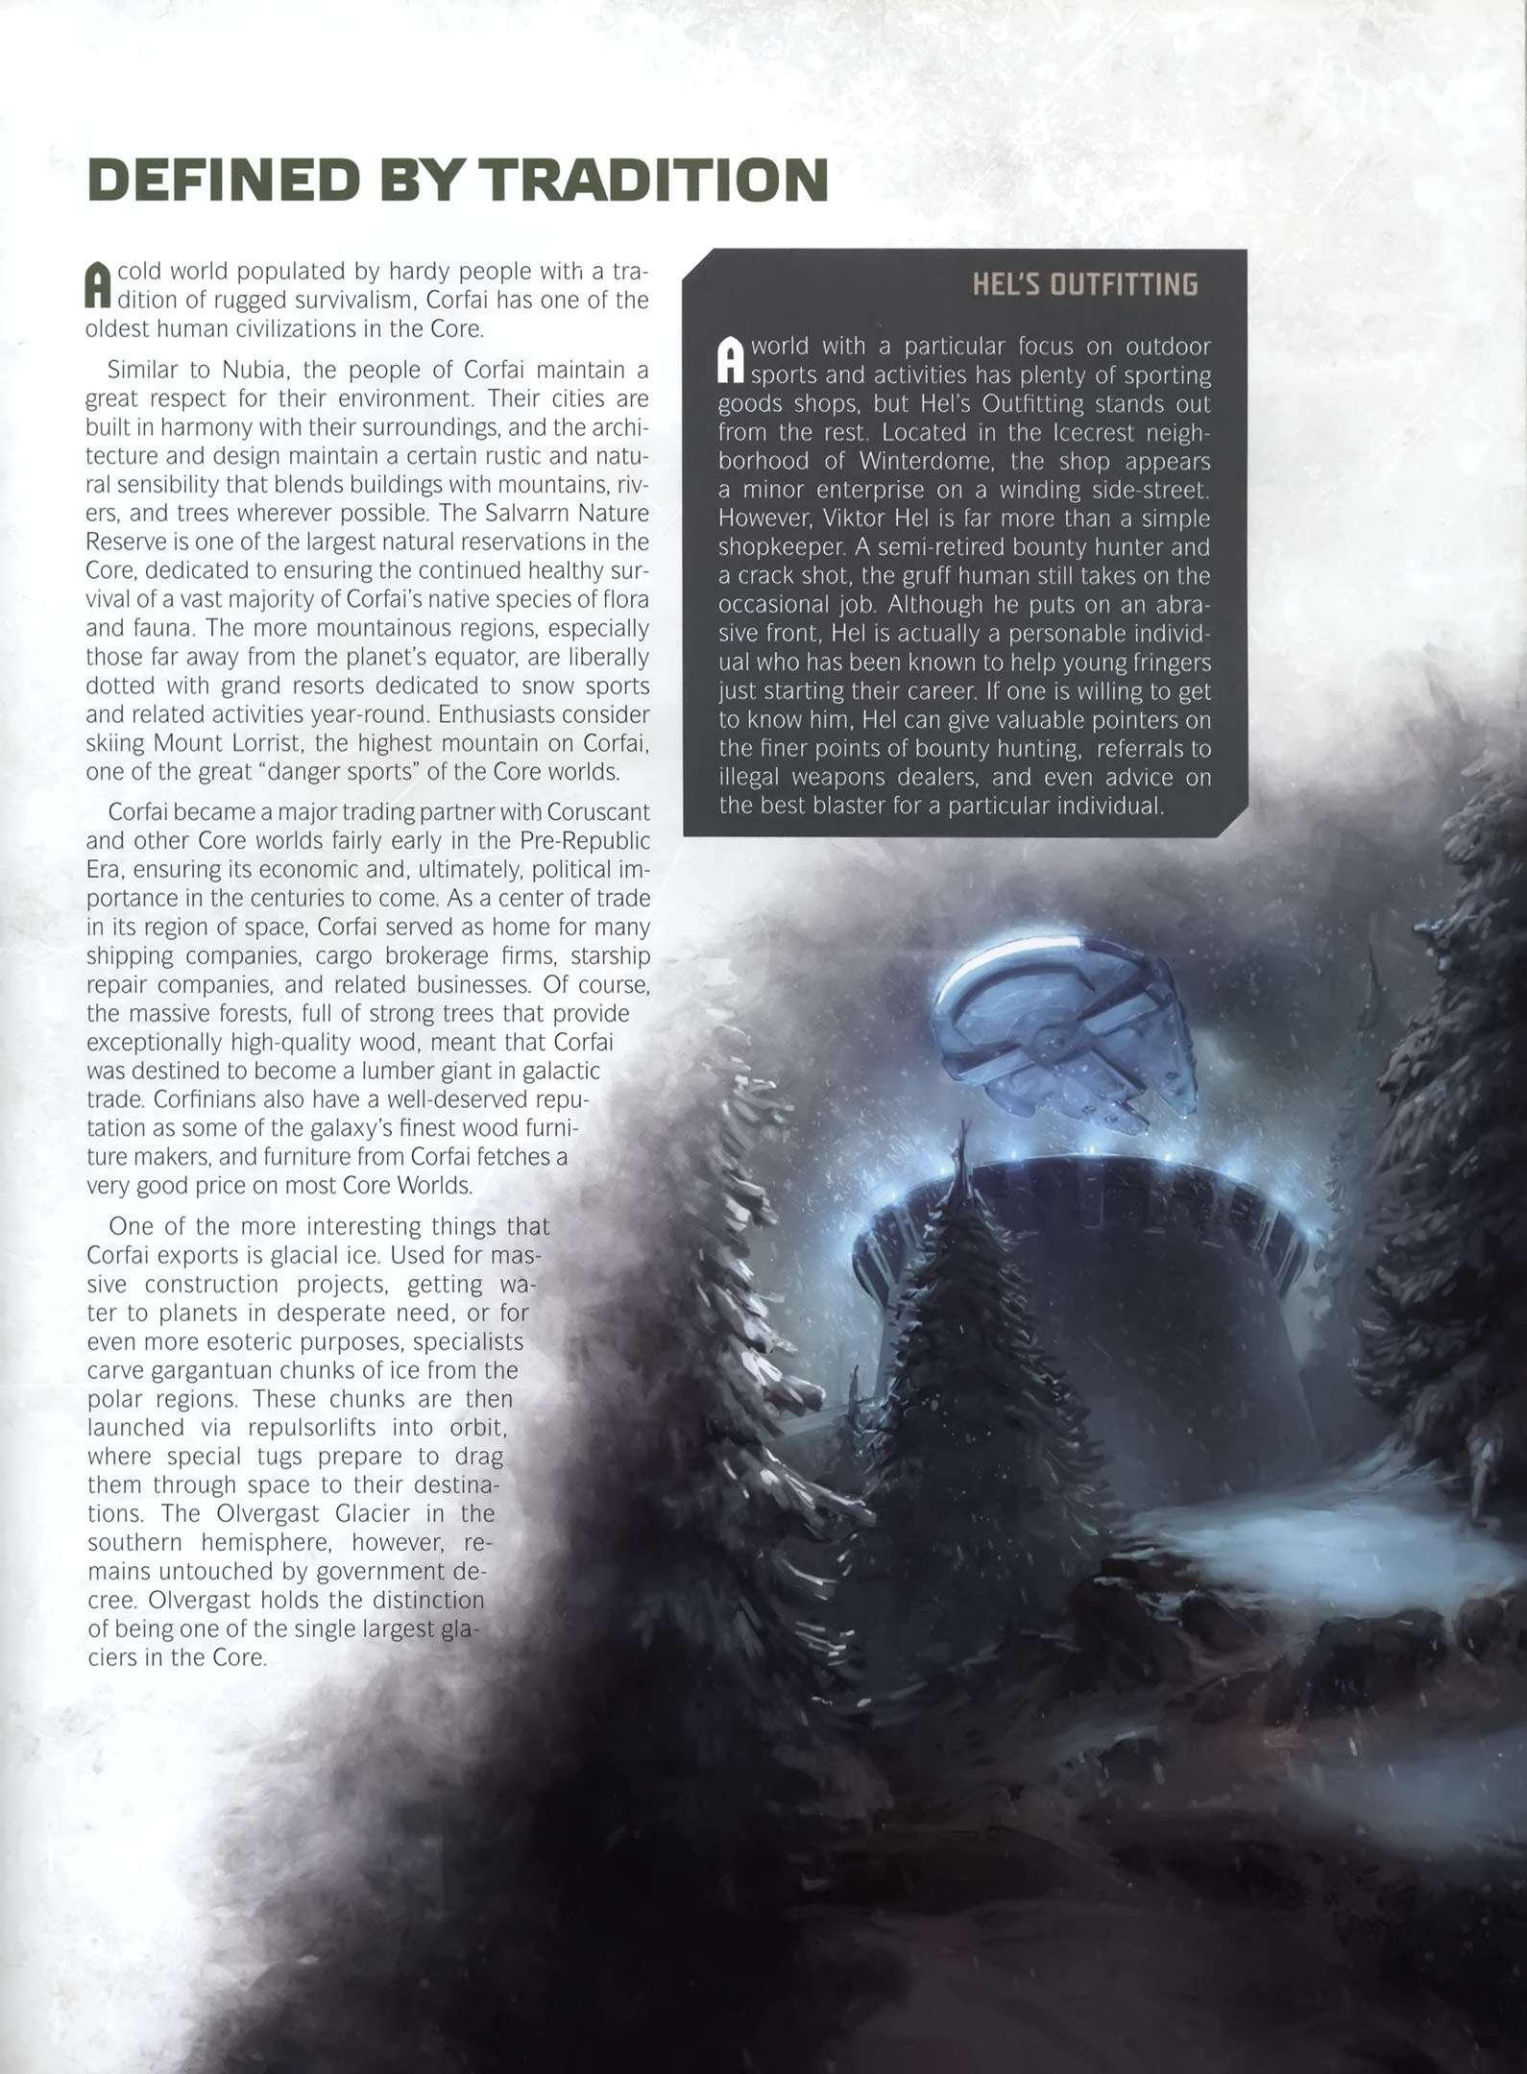 DEFINED BY TRADITION
A cold world populated by hardy people with a tra-
dition of rugged survivalism, Corfai has one of the
oldest human civilizations in the Core.
Similar to Nubia, the people of Corfai maintain a
great respect for their environment. Their cities are
built in harmony with their surroundings, and the archi-
tecture and design maintain a certain rustic and natu-
ral sensibility that blends buildings with mountains, riv-
ers, and trees wherever possible. The Salvarrn Nature
Reserve is one of the largest natural reservations in the
Core, dedicated to ensuring the continued healthy sur-
vival of a vast majority of Corfai's native species of flora
and fauna. The more mountainous regions, especially
those far away from the planet's equator, are liberally
dotted with grand resorts dedicated to snow sports
and related activities year-round. Enthusiasts consider
skiing Mount Lorrist, the highest mountain on Corfai,
one of the great “danger sports” of the Core worlds.
Corfai became a major trading partner with Coruscant
and other Core worlds fairly early in the Pre-Republic
Era, ensuring its economic and, ultimately, political im-
portance in the centuries to come. As a center of trade
in its region of space, Corfai served as home for many
shipping companies, cargo brokerage firms, starship
repair companies, and related businesses. Of course,
the massive forests, full of strong trees that provide
exceptionally high-quality wood, meant that Corfai
was destined to become a lumber giant in galactic
trade. Corfinians also have a well-deserved repu-
tation as some of the galaxy's finest wood furni-
ture makers, and furniture from Corfai fetches a
very good price on most Core Worlds.
One of the more interesting things that
Corfai exports is glacial ice. Used for mas-
sive construction projects, getting wa-
ter to planets in desperate need, or for
even more esoteric purposes, specialists
carve gargantuan chunks of ice from the
polar regions. These chunks are then
launched via repulsorlifts into orbit,
where special tugs prepare to drag
them through space to their destina-
tions. The Olvergast Glacier in the
southern hemisphere, however, re-
mains untouched by government de-
cree. Olvergast holds the distinction
of being one of the single largest gla-
ciers in the Core.
HEL'S OUTFITTING
A world with a particular focus on outdoor
sports and activities has plenty of sporting
goods shops, but Hel's Outfitting stands out
from the rest. Located in the Icecrest neigh-
borhood of Winterdome, the shop appears
a minor enterprise on a winding side-street.
However, Viktor Hel is far more than a simple
shopkeeper. A semi-retired bounty hunter and
a crack shot, the gruff human still takes on the
occasional job. Although he puts on an abra-
sive front, Hel is actually a personable individ-
ual who has been known to help young fringers
just starting their career. If one is willing to get
to know him, Hel can give valuable pointers on
the finer points of bounty hunting, referrals to
illegal weapons dealers, and even advice on
the best blaster for a particular individual.